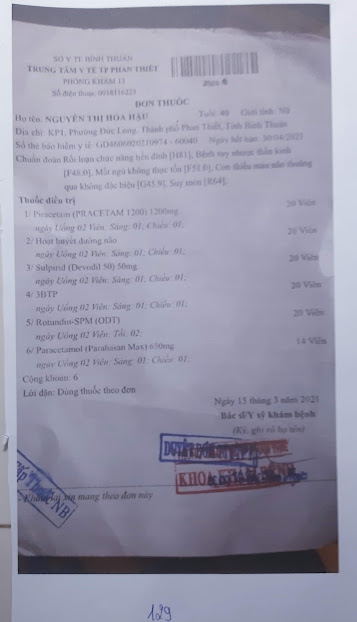 SỞ Y TẾ BÌNH THUẬN
TRUNG TÂM Y TẾ TP PHAN THIẾT
PHÒNG KHÁM 13
Số điện thoại: 0918116223
ĐƠN THUỐC
Họ tên: NGUYỄN THỊ HOA HẬU Tuổi: 40 Giới tính: Nữ
Địa chỉ: KP1, Phường Đức Long, Thành phố Phan Thiết, Tỉnh Bình Thuận
Số thẻ bảo hiểm y tế: - 60040 Ngày hết hạn: 30/04/2021
Chuẩn đoán Rối loạn chức năng tiền đình [H81], Bệnh suy nhược thần kinh
[F48.0], Mất ngủ không thực tổn [F51.0], Cơn thiếu máu não thoáng
qua không đặc hiệu [G45.9], Suy mòn [R64],
Thuốc điều trị
1/ Piracetam (PRACETAM 1200) 1200mg 20 Viên
ngày Uống 02 Viên: Sáng: 01; Chiều: 01;
2/ Hoạt huyết dưỡng não 20 Viên
ngày Uống 02 Viên: Sáng: 01; Chiều: 01;
3/ Sulpirid (Devodil 50) 50mg 20 Viên
ngày Uống 02 Viên: Sáng: 01; Chiều: 01;
4/ 3BTP 20 Viên
ngày Uống 02 Viên: Sáng: 01; Chiều: 01;
5/ Rotundin-SPM (ODT) 20 Viên
ngày Uống 02 Viên: Tối: 02;
6/ Paracetamol (Parahasan Max) 650mg 14 Viên
ngày Uống 02 Viên: Sáng: 01; Chiều: 01;
Cộng khoản: 6
Lời dặn: Dùng thuốc theo đơn
Ngày 15 tháng 3 năm 2021
Bác sĩ/Y sỹ khám bệnh
(Ký, ghi rõ họ tên)
KHOA
- Khám lại xin mang theo đơn này
129